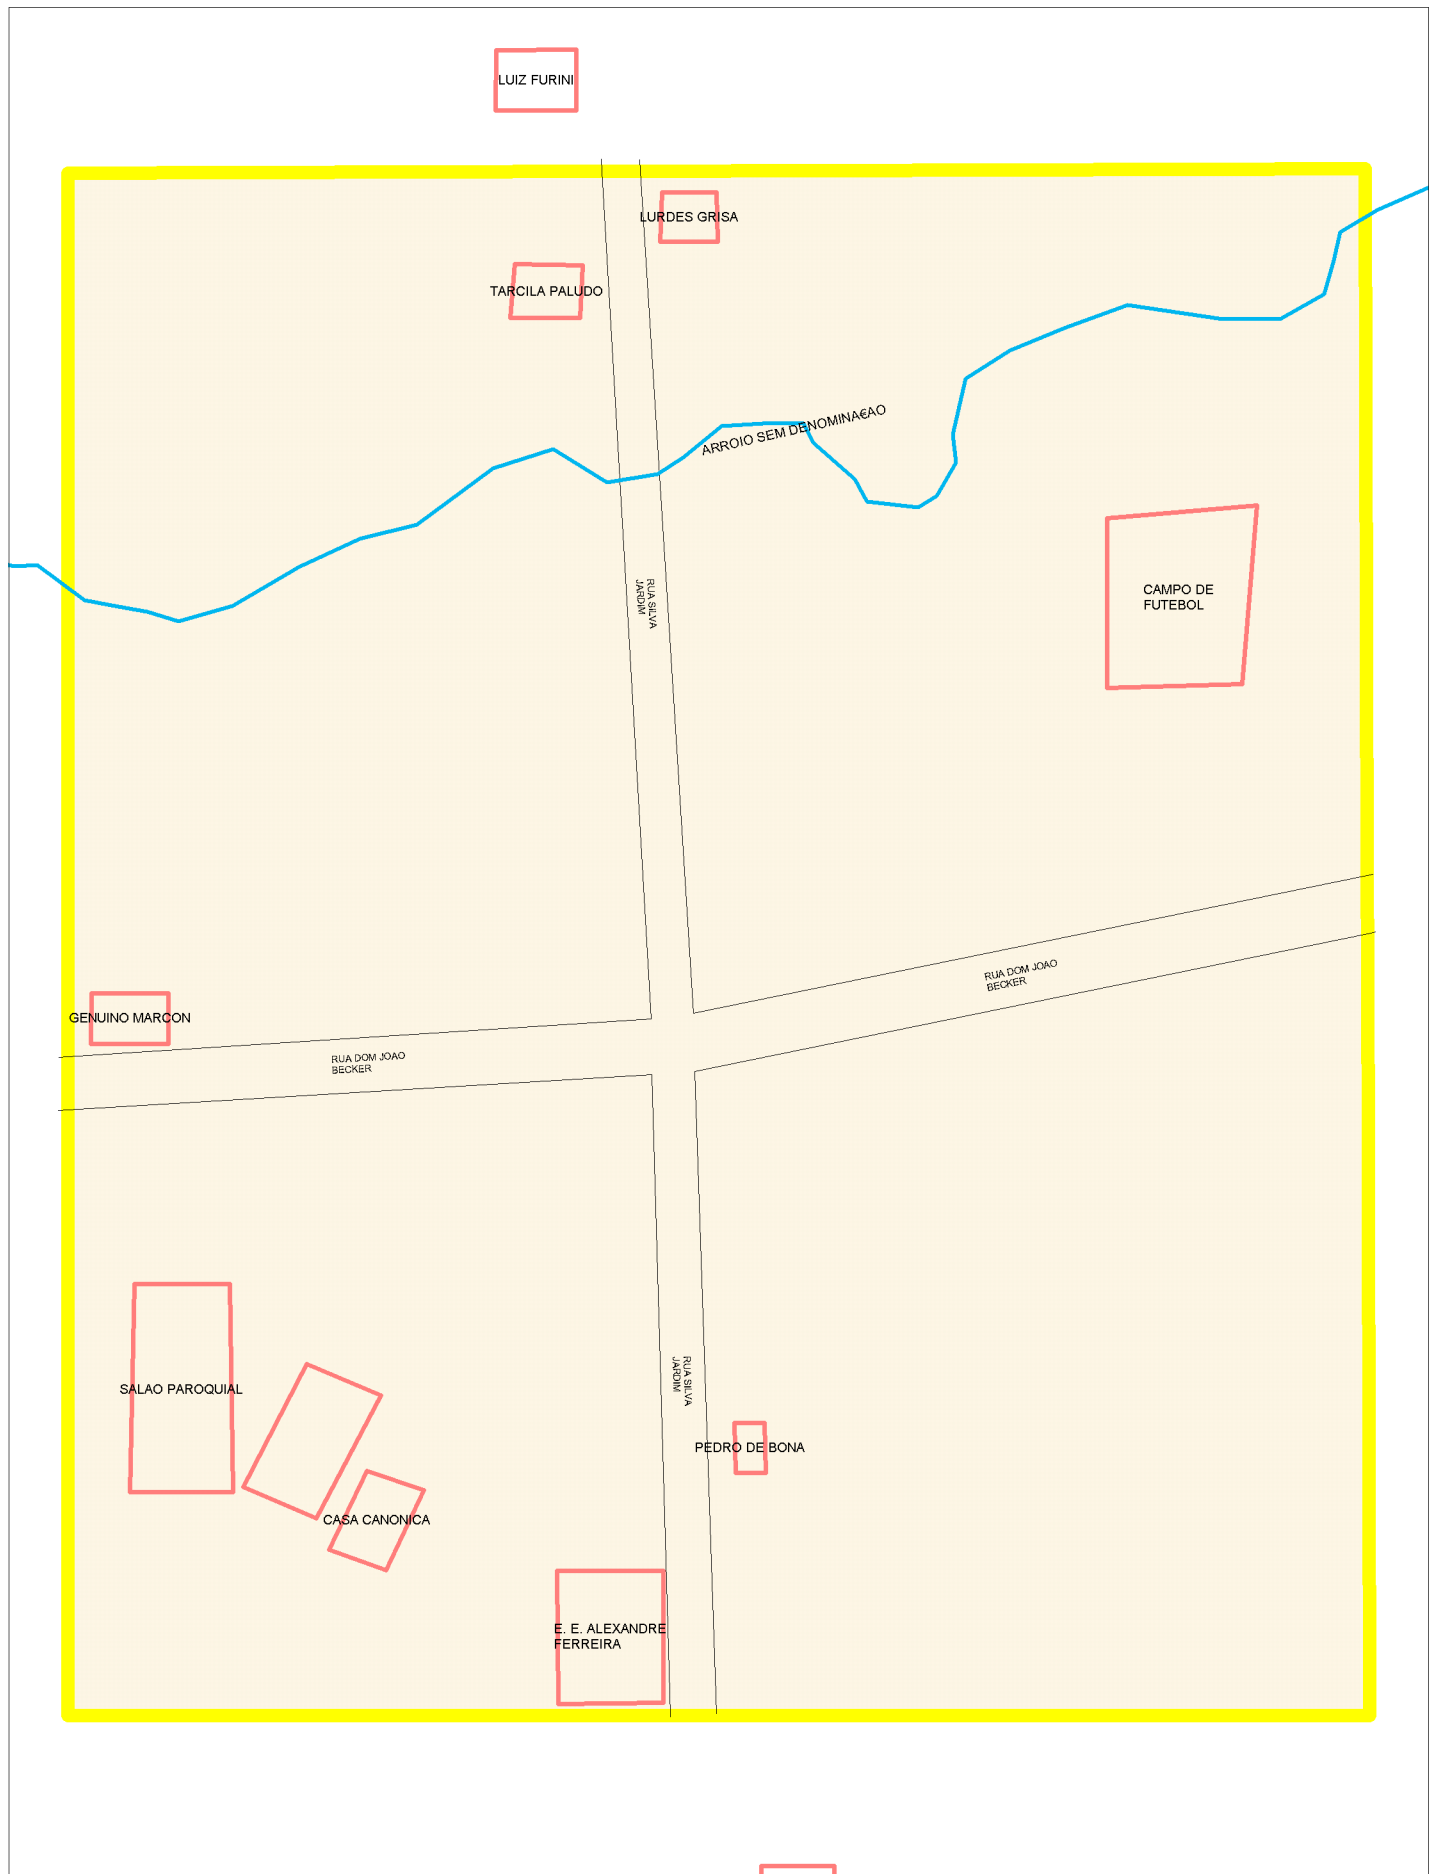 LUIZ FURINI
LURDES GRISA
TARCILA PALUDO
ARROIO SEM DENOMINA€AO
RUA SILVA
JARDIM
CAMPO DE
FUTEBOL
RUA DOM JOAO
BECKER
GENUINO MARCON
RUA DOM JOAO
BECKER
SALAO PAROQUIAL
RUA SILVA
JARDIM
PEDRO DE BONA
CASA CANONICA
E. E. ALEXANDRE
FERREIRA